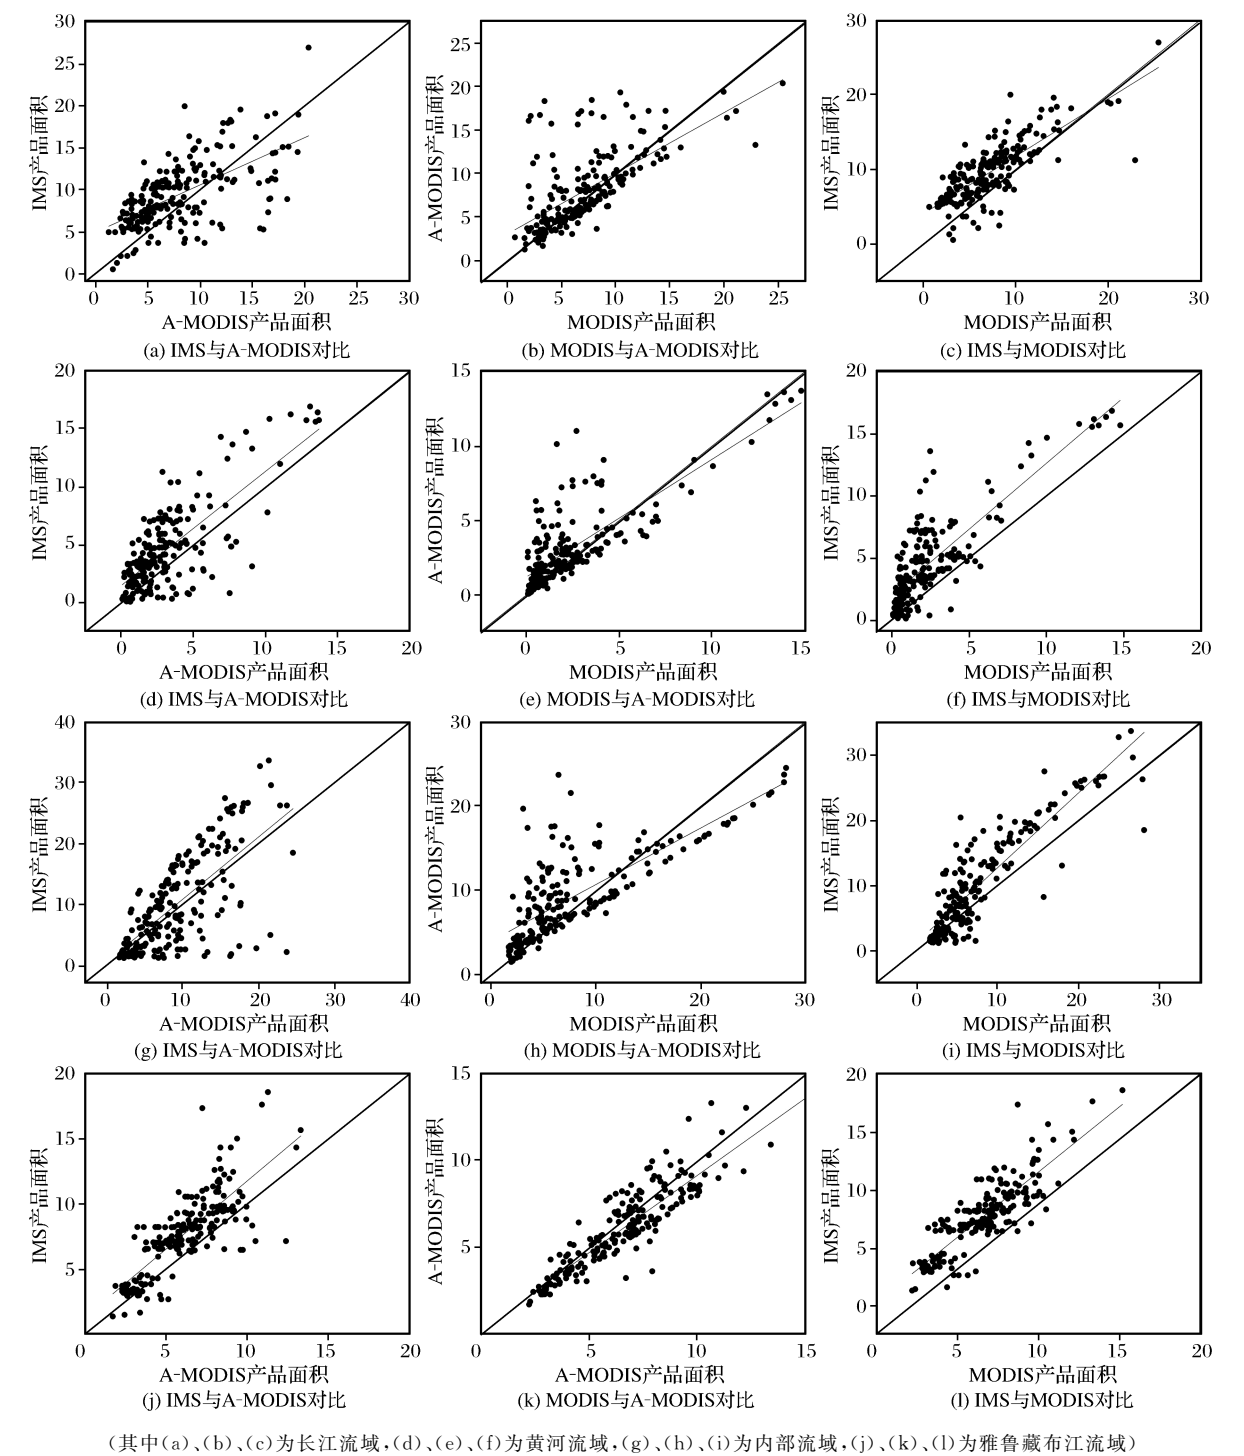 30
25
20
15
10
5
0
IMS产品面积
0 5 10 15 20 25 30
A-MODIS产品面积
(a) IMS与A-MODIS对比
25
20
15
10
5
0
A-MODIS产品面积
0 5 10 15 20 25
MODIS产品面积
(b) MODIS与A-MODIS对比
30
20
10
0
IMS产品面积
0 10 20 30
MODIS产品面积
(c) IMS与MODIS对比
20
15
10
5
0
IMS产品面积
0 5 10 15 20
A-MODIS产品面积
(d) IMS与A-MODIS对比
15
10
5
0
A-MODIS产品面积
0 5 10 15
MODIS产品面积
(e) MODIS与A-MODIS对比
20
15
10
5
0
IMS产品面积
0 5 10 15 20
MODIS产品面积
(f) IMS与MODIS对比
40
30
20
10
0
IMS产品面积
0 10 20 30 40
A-MODIS产品面积
(g) IMS与A-MODIS对比
30
20
10
0
A-MODIS产品面积
0 10 20 30
MODIS产品面积
(h) MODIS与A-MODIS对比
30
20
10
0
IMS产品面积
0 10 20 30
MODIS产品面积
(i) IMS与MODIS对比
20
15
10
5
IMS产品面积
0 5 10 15 20
A-MODIS产品面积
(j) IMS与A-MODIS对比
15
10
5
A-MODIS产品面积
0 5 10 15
A-MODIS产品面积
(k) MODIS与A-MODIS对比
20
15
10
5
0
IMS产品面积
0 5 10 15 20
MODIS产品面积
(l) IMS与MODIS对比
(其中(a)、(b)、(c)为长江流域,(d)、(e)、(f)为黄河流域,(g)、(h)、(i)为内部流域,(j)、(k)、(l)为雅鲁藏布江流域)